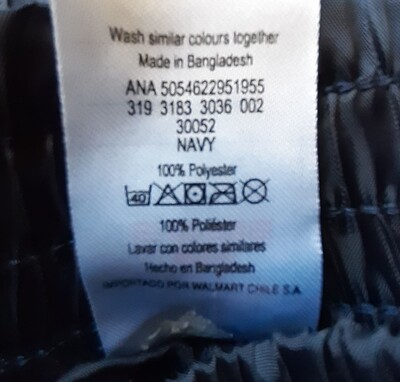 Wash similar colours together
Made in Bangladesh
ANA 5054622951955
319 3183 3036 002
30052
NAVY
100% Polyester
40
100% Poliéster
Lavar con colores similares
Hecho en Bangladesh
IMPORTADO POR WALMART CHILE S.A